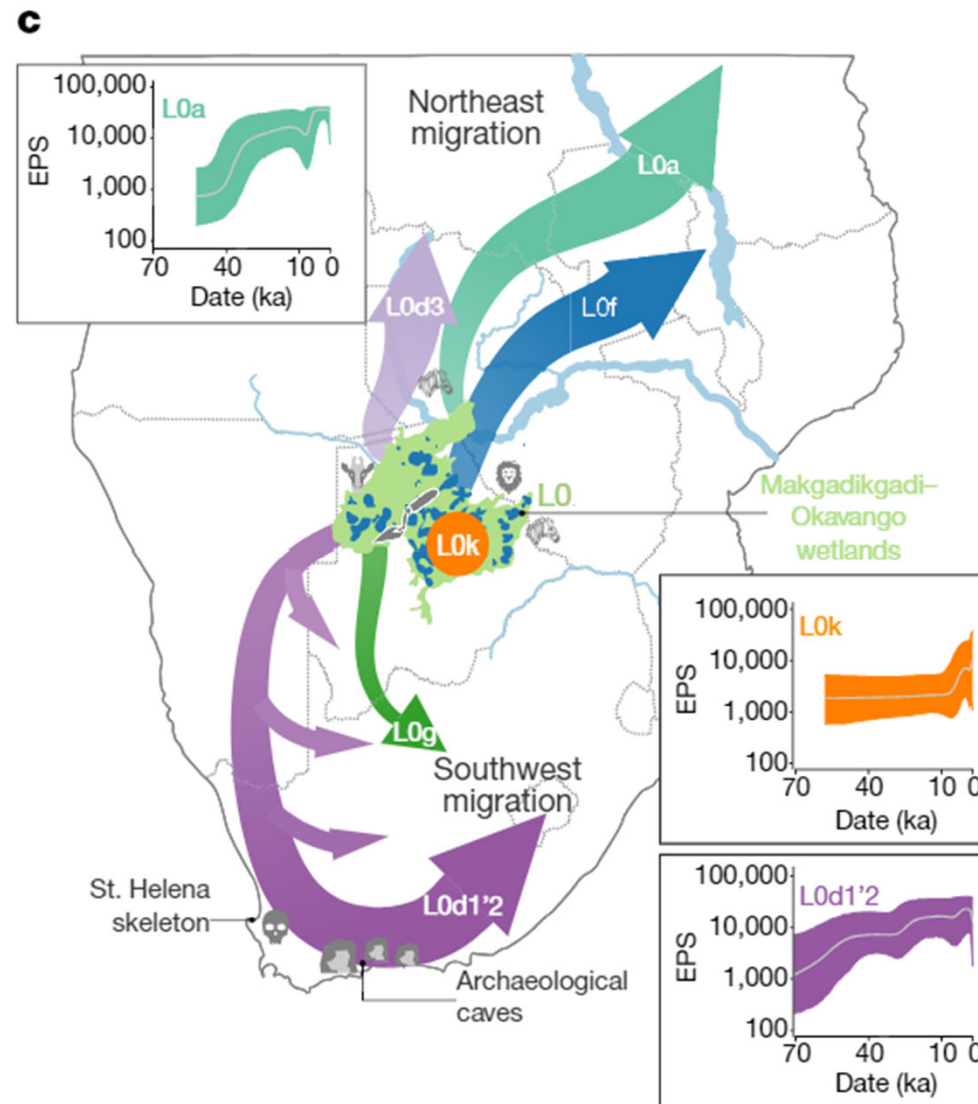 c
100,000
10,000
1,000
100
EPS
L0a
70
40
10
0
Date (ka)
Northeast
migration
L0a
L0d3
L0f
L0
Makgadikgadi–
Okavango
wetlands
L0k
L0g
Southwest
migration
L0d1’2
St. Helena
skeleton
Archaeological
caves
100,000
10,000
1,000
100
EPS
L0k
70
40
10
0
Date (ka)
100,000
10,000
1,000
100
EPS
L0d1’2
70
40
10
0
Date (ka)